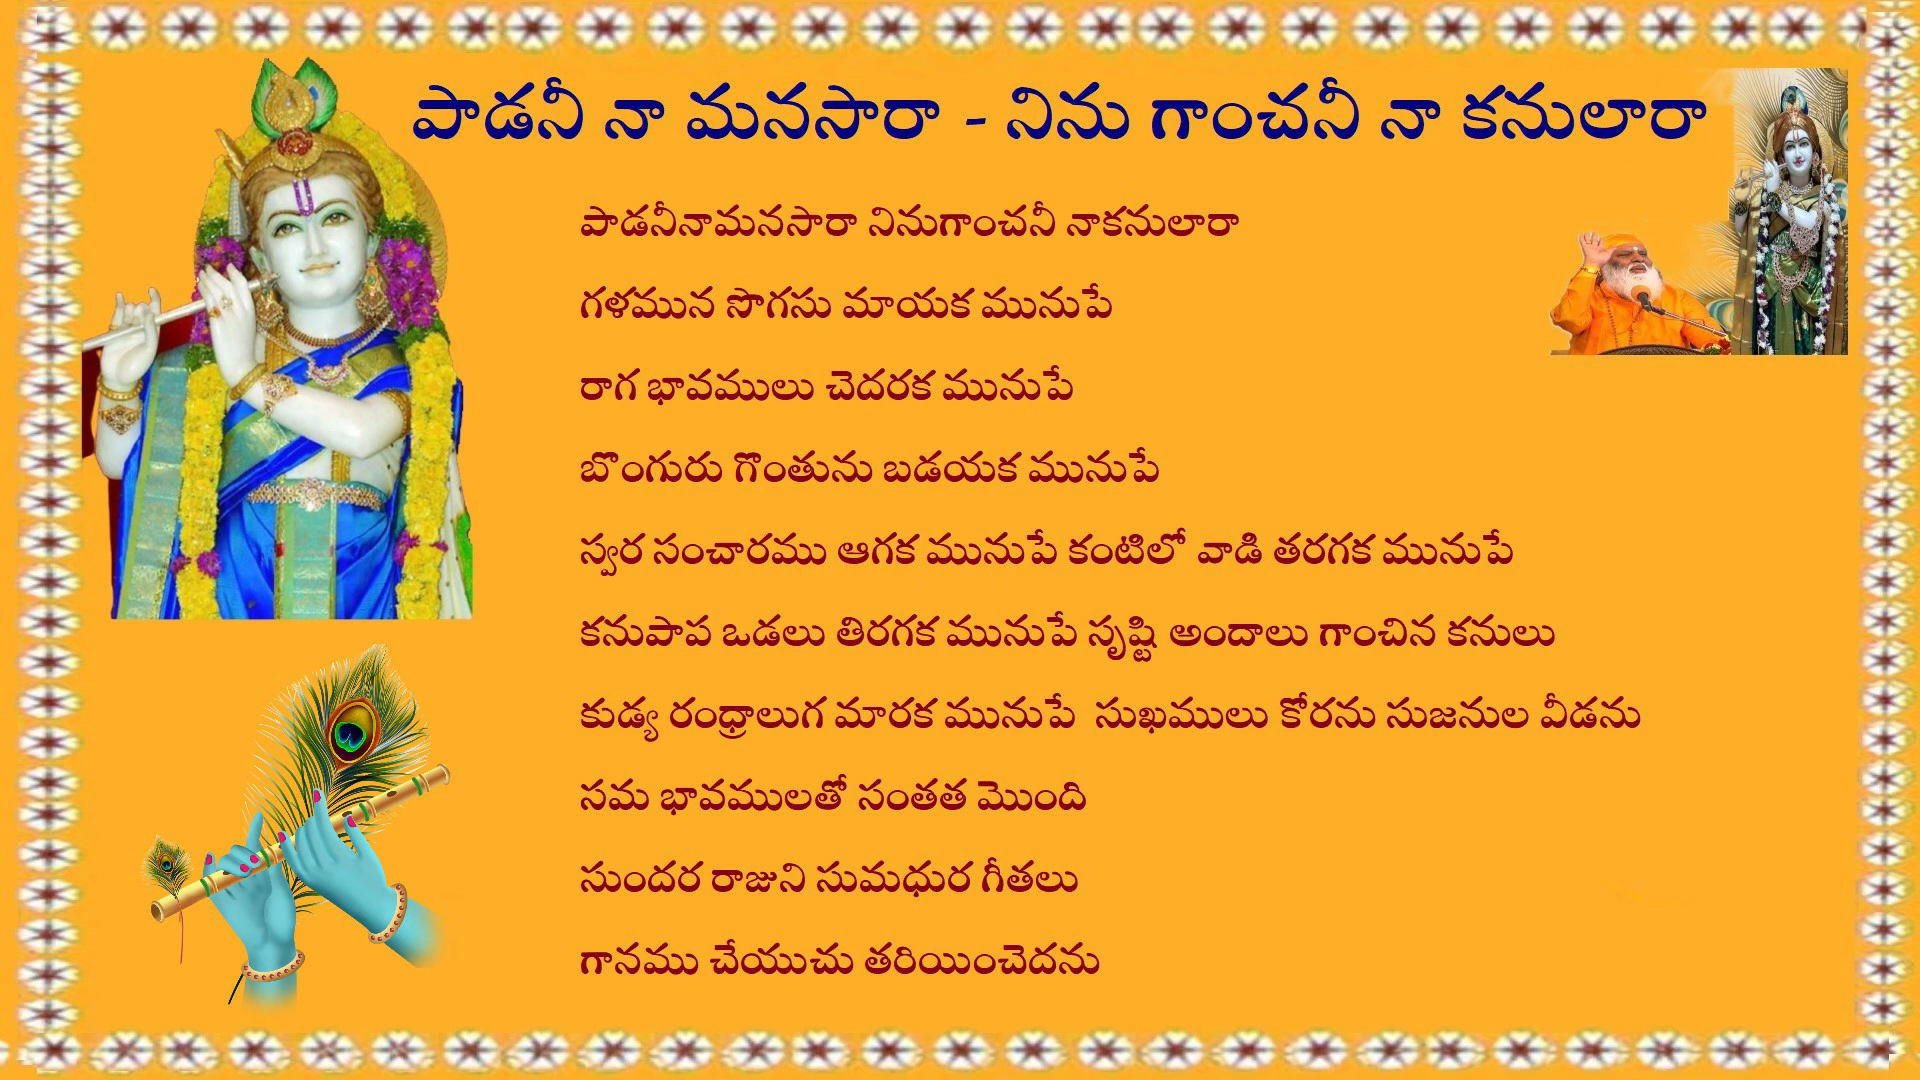 పాడనీ నా మనసారా - నిను గాంచనీ నా కనులారా
పాడనీనామనసారా నినుగాంచనీ నాకనులారా
గళమున సొగసు మాయక మునుపే
రాగ భావములు చెదరక మునుపే
బొంగురు గొంతును బడయక మునుపే
స్వర సంచారము ఆగక మునుపే కంటిలో వాడి తరగక మునుపే
కనుపాప ఒడలు తిరగక మునుపే సృష్టి అందాలు గాంచిన కనులు
కుడ్య రంధ్రాలుగ మారక మునుపే సుఖములు కోరను సుజనుల వీడను
సమ భావములతో సంతత మొంది
సుందర రాజుని సుమధుర గీతలు
గానము చేయుచు తరియించెదను